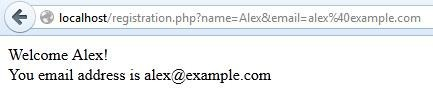 localhost/registration.php?name=Alex&email=alex%40example.com
Welcome Alex!
You email address is alex@example.com